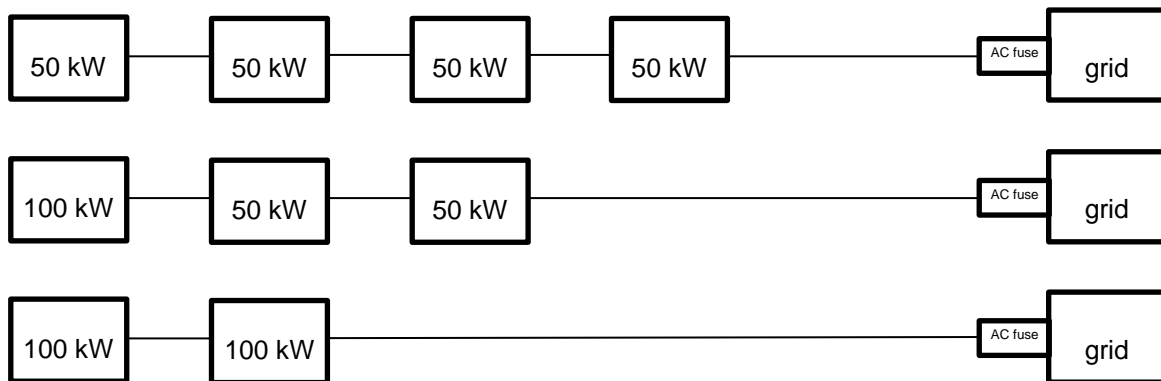 50 kW 50 kW 50 kW 50 kW AC fuse grid
100 kW 50 kW 50 kW AC fuse grid
100 kW 100 kW AC fuse grid